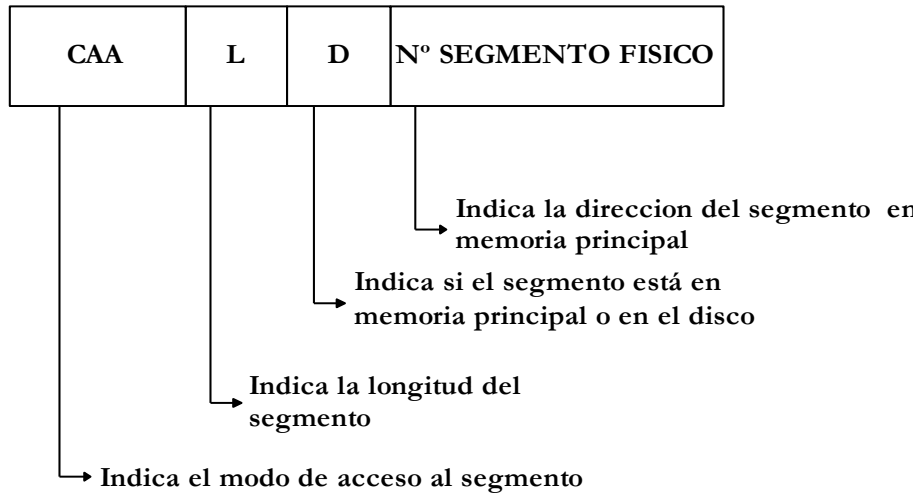 CAA L D Nº SEGMENTO FISICO
Indica la direccion del segmento en
memoria principal
Indica si el segmento está en
memoria principal o en el disco
Indica la longitud del
segmento
Indica el modo de acceso al segmento